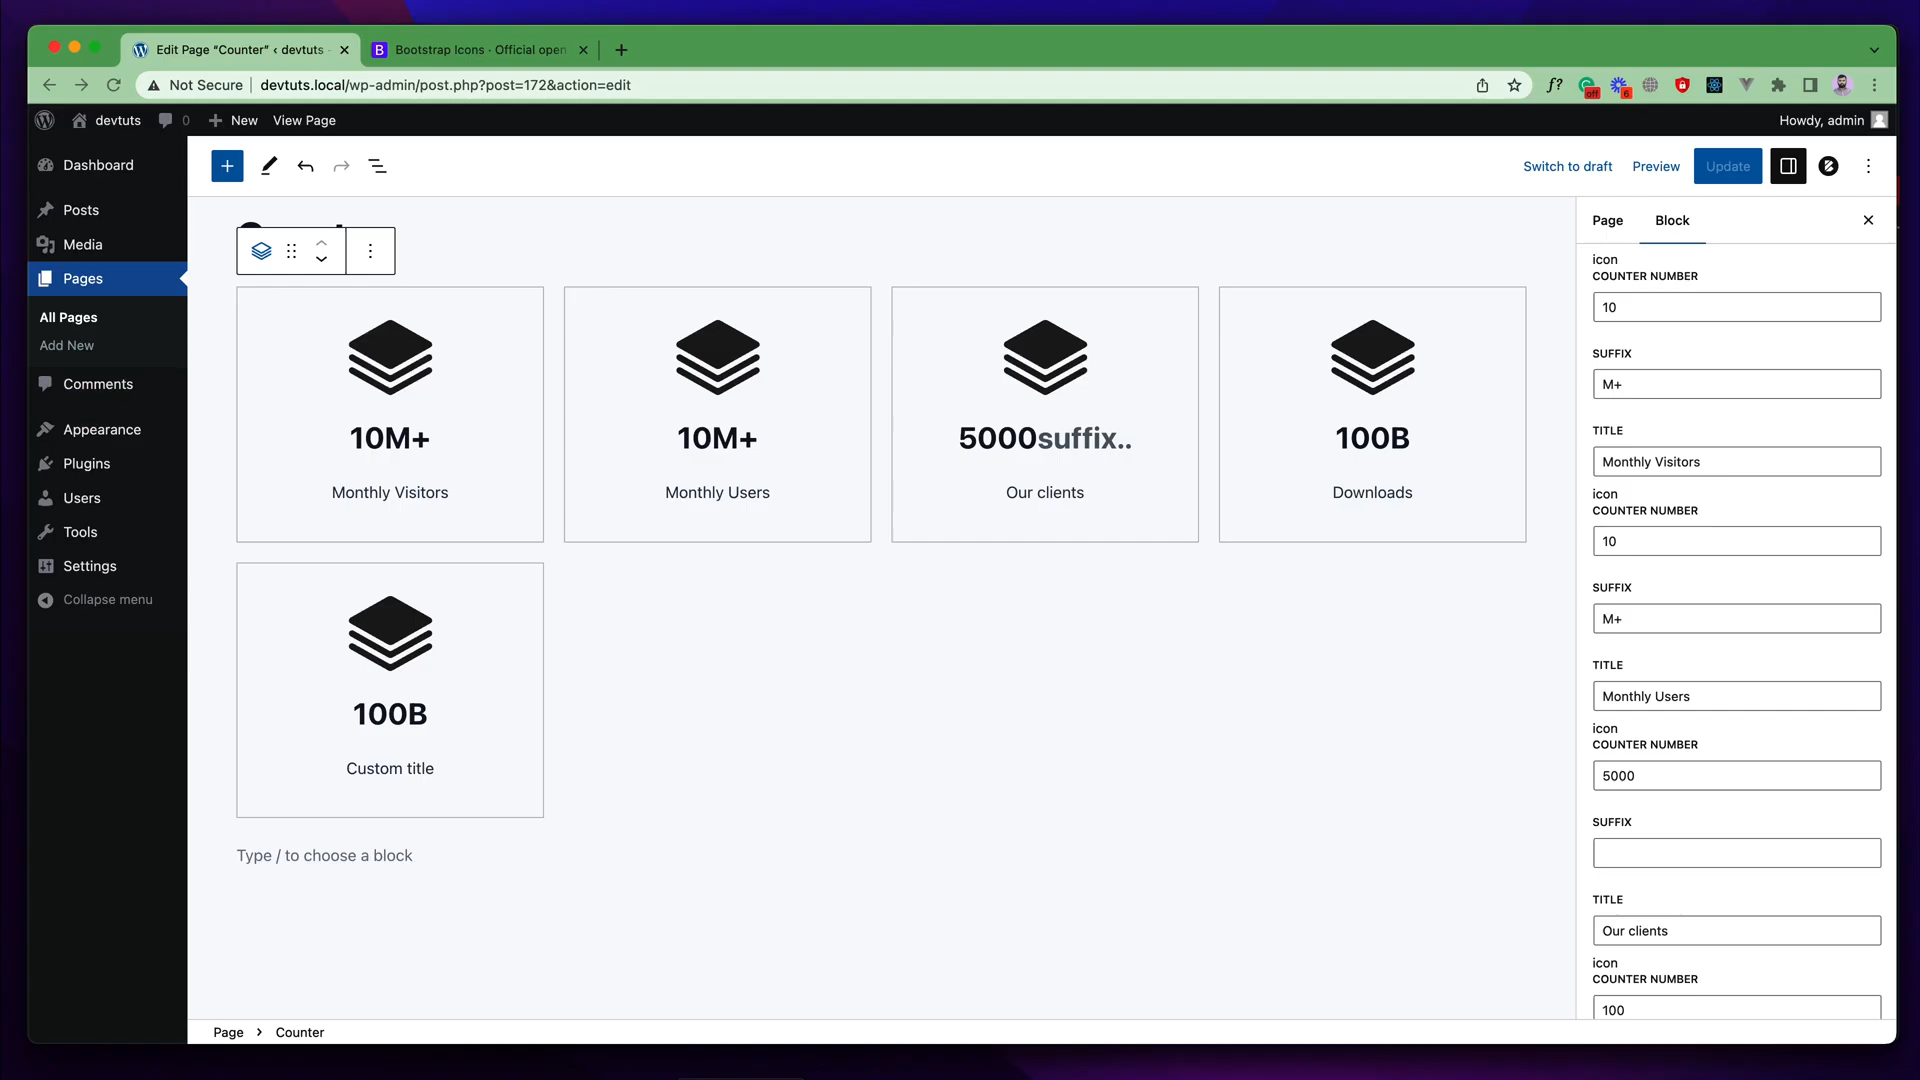 Edit Page “Counter” ‹ devtuts -
Bootstrap Icons · Official open
Not Secure
devtuts.local/wp-admin/post.php?post=172&action=edit
f?
off
6
devtuts
0
New
View Page
Howdy, admin
Dashboard
Posts
Media
Pages
All Pages
Add New
Comments
Appearance
Plugins
Users
Tools
Settings
Collapse menu
Switch to draft
Preview
Update
10M+
Monthly Visitors
10M+
Monthly Users
5000suffix..
Our clients
100B
Downloads
100B
Custom title
Type / to choose a block
Page
Block
icon
COUNTER NUMBER
10
SUFFIX
M+
TITLE
Monthly Visitors
icon
COUNTER NUMBER
10
SUFFIX
M+
TITLE
Monthly Users
icon
COUNTER NUMBER
5000
SUFFIX
TITLE
Our clients
icon
COUNTER NUMBER
100
Page
Counter